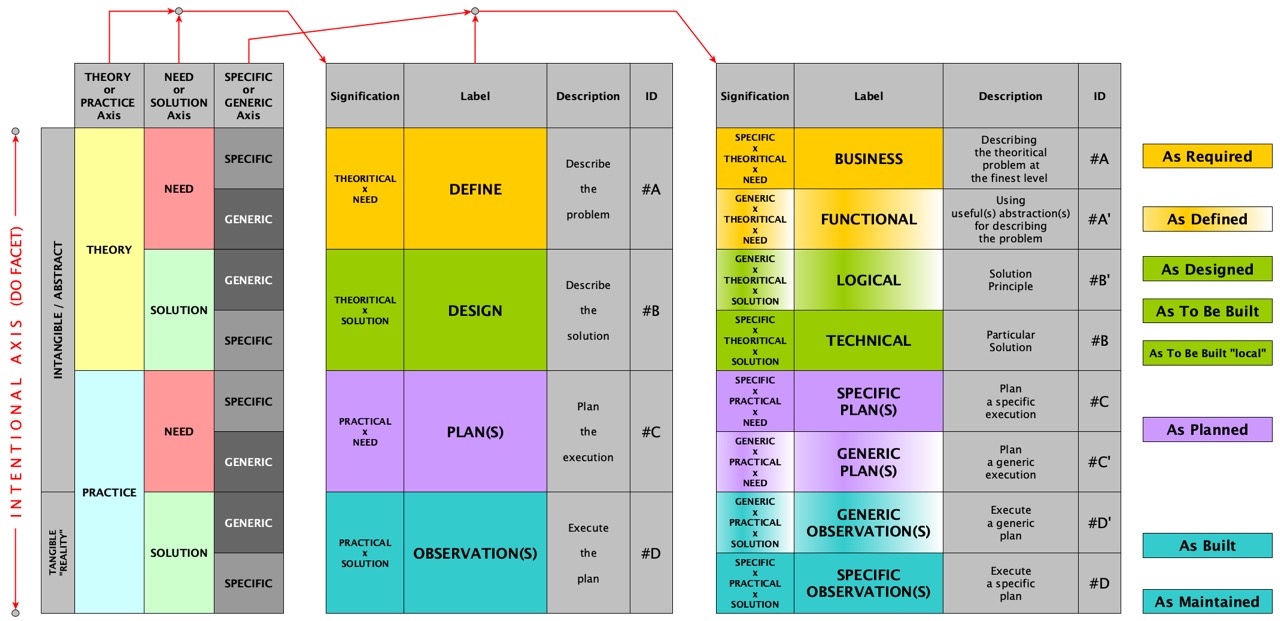 INTENTIONAL AXIS (DO FACET)
INTANGIBLE / ABSTRACT
TANGIBLE
"REALITY"
THEORY
or
PRACTICE
Axis
NEED
or
SOLUTION
Axis
SPECIFIC
or
GENERIC
Axis
THEORY
PRACTICE
NEED
SOLUTION
NEED
SOLUTION
SPECIFIC
GENERIC
GENERIC
SPECIFIC
SPECIFIC
GENERIC
GENERIC
SPECIFIC
Signification
Label
Description
ID
THEORITICAL
x
NEED
DEFINE
Describe
the
problem
#A
THEORITICAL
x
SOLUTION
DESIGN
Describe
the
solution
#B
PRACTICAL
x
NEED
PLAN(S)
Plan
the
execution
#C
PRACTICAL
x
SOLUTION
OBSERVATION(S)
Execute
the
plan
#D
Signification
Label
Description
ID
SPECIFIC
x
THEORITICAL
x
NEED
BUSINESS
Describing
the theoritical
problem at
the finest level
#A
GENERIC
x
THEORITICAL
x
NEED
FUNCTIONAL
Using
useful(s) abstraction(s)
for describing
the problem
#A'
GENERIC
x
THEORITICAL
x
SOLUTION
LOGICAL
Solution
Principle
#B'
SPECIFIC
x
THEORITICAL
x
SOLUTION
TECHNICAL
Particular
Solution
#B
SPECIFIC
x
PRACTICAL
x
NEED
SPECIFIC
PLAN(S)
Plan
a specific
execution
#C
GENERIC
x
PRACTICAL
x
NEED
GENERIC
PLAN(S)
Plan
a generic
execution
#C'
GENERIC
x
PRACTICAL
x
SOLUTION
GENERIC
OBSERVATION(S)
Execute
a generic
plan
#D'
SPECIFIC
x
PRACTICAL
x
SOLUTION
SPECIFIC
OBSERVATION(S)
Execute
a specific
plan
#D
As Required
As Defined
As Designed
As To Be Built
As To Be Built "local"
As Planned
As Built
As Maintained